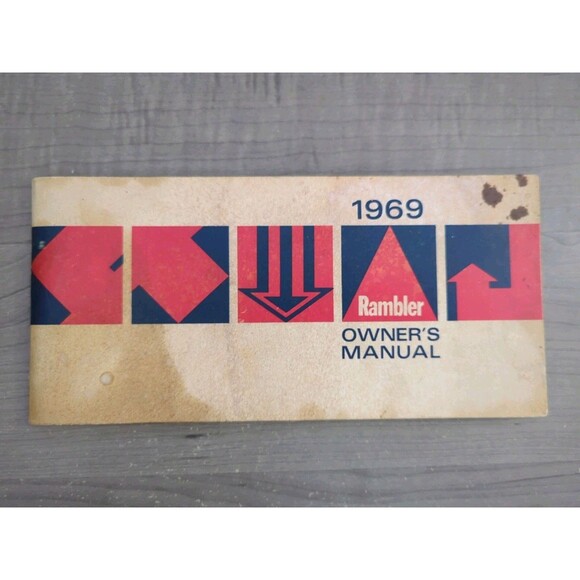 1969
Rambler
OWNER'S
MANUAL